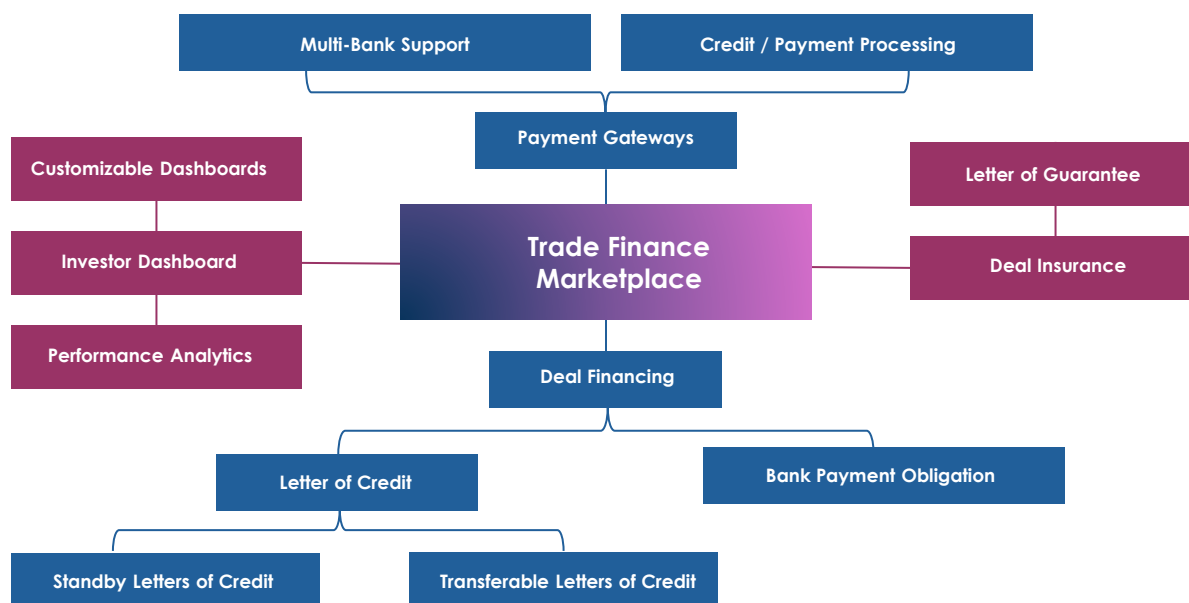 Multi-Bank Support
Credit / Payment Processing
Payment Gateways
Customizable Dashboards
Letter of Guarantee
Trade Finance
Marketplace
Investor Dashboard
Deal Insurance
Performance Analytics
Deal Financing
Letter of Credit
Bank Payment Obligation
Standby Letters of Credit
Transferable Letters of Credit